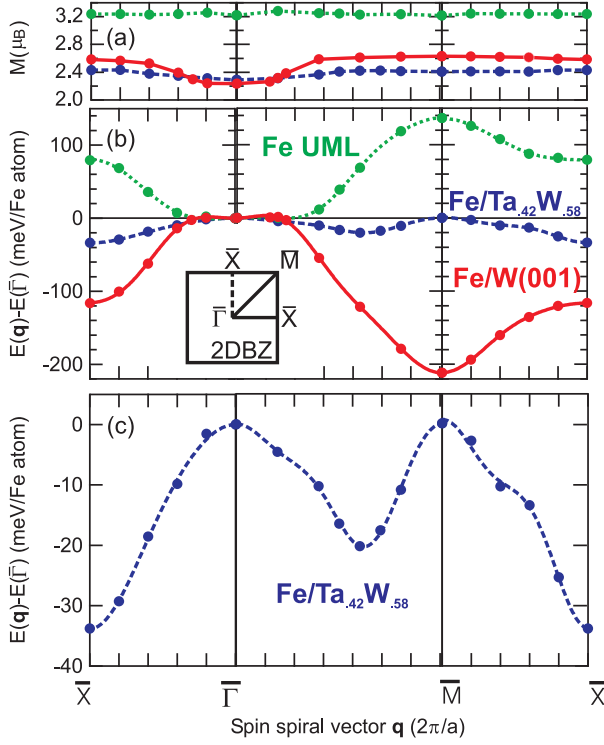 (a)
M(μB)
3.2
2.8
2.4
2.0
(b)
Fe UML
Fe/Ta.42W.58
Fe/W(001)
E(q)-E(Γ̅) (meV/Fe atom)
100
0
-100
-200
X̅
M̅
Γ̅
X̅
2DBZ
(c)
E(q)-E(Γ̅) (meV/Fe atom)
0
-10
-20
-30
-40
Fe/Ta.42W.58
X̅
Γ̅
M̅
X̅
Spin spiral vector q (2π/a)